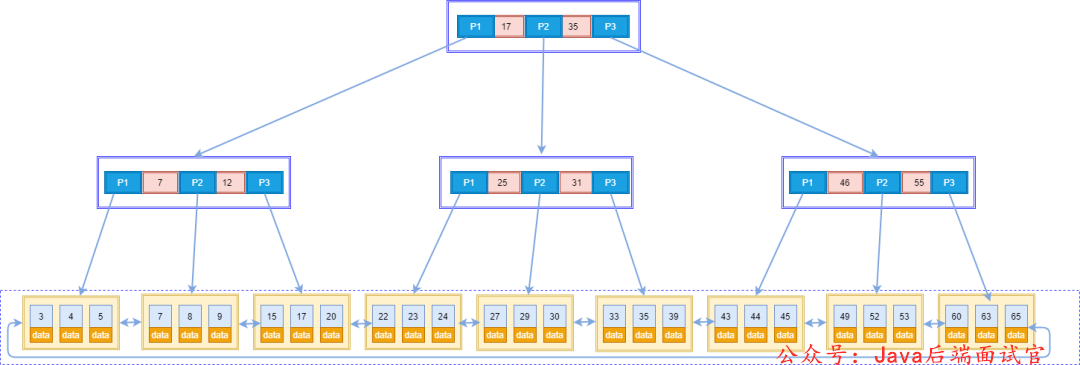 P1 17 P2 35 P3
P1 7 P2 12 P3
P1 25 P2 31 P3
P1 46 P2 55 P3
3 4 5 7 8 9 15 17 20 22 23 24 27 29 30 33 35 39 43 44 45 49 52 53 60 63 65
data data data data data data data data data data data data data data data data data data data data data data data data data data data
公众号：Java后端面试官